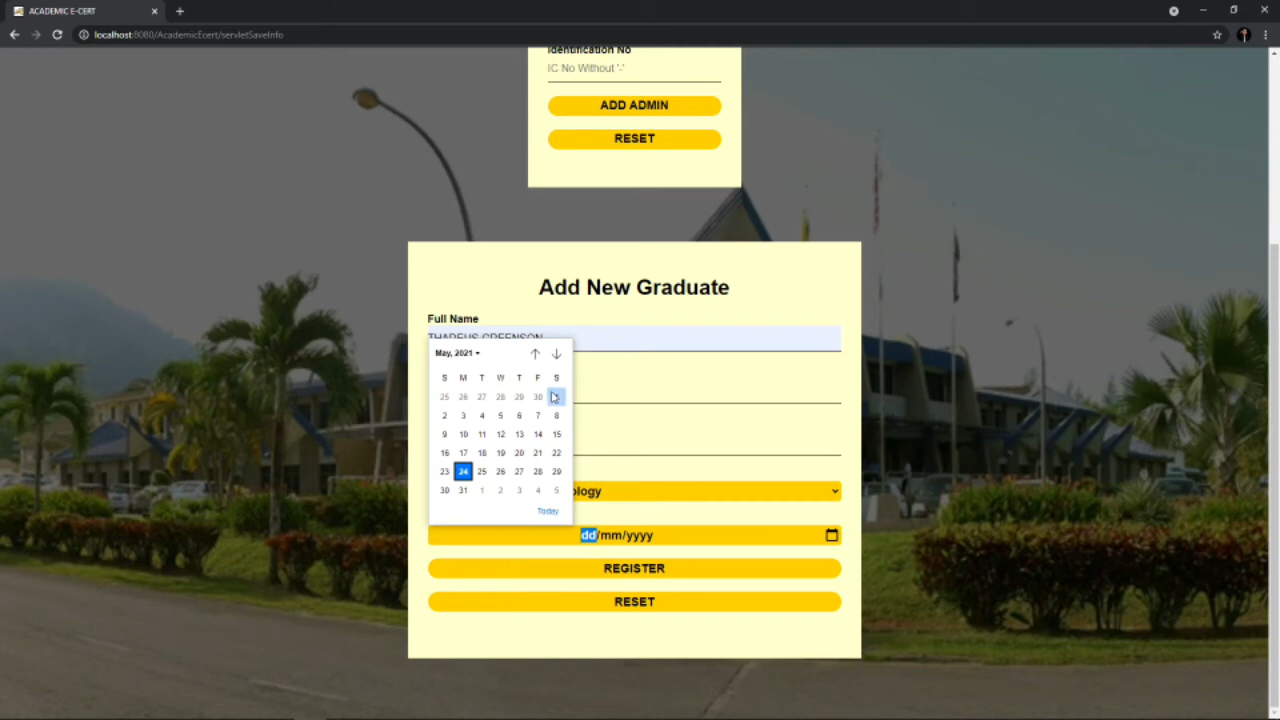 ACADEMIC E-CERT
localhost:8080/AcademicEcert/servletSaveInfo
Identification No
IC No Without '-'
ADD ADMIN
RESET
Add New Graduate
Full Name
THADEUS GREENSON
May, 2021
S M T W T F S
25 26 27 28 29 30
2 3 4 5 6 7 8
9 10 11 12 13 14 15
16 17 18 19 20 21 22
23 24 25 26 27 28 29
30 31 1 2 3 4 5
Today
ology
dd/mm/yyyy
REGISTER
RESET